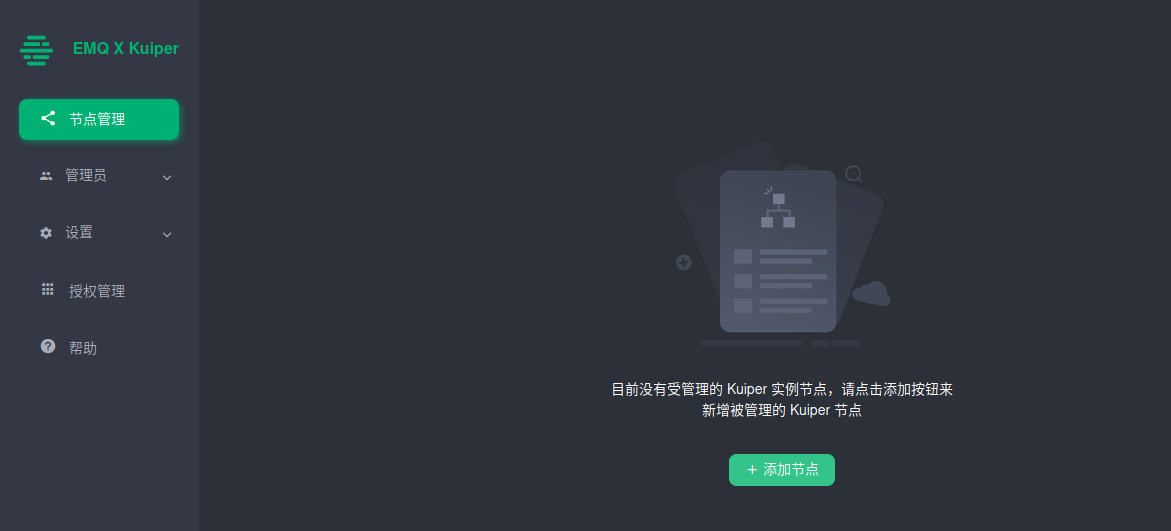 EMQ X Kuiper
节点管理
管理员
设置
授权管理
帮助
目前没有受管理的 Kuiper 实例节点，请点击添加按钮来
新增被管理的 Kuiper 节点
+ 添加节点